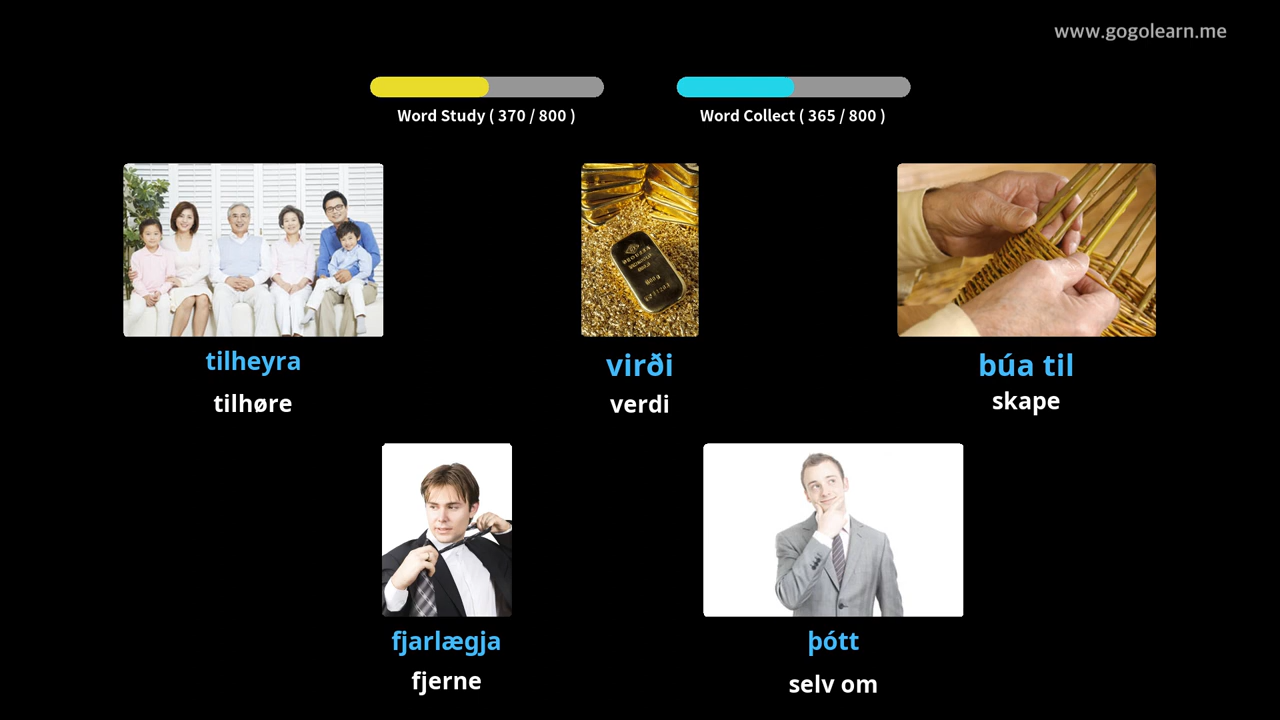 www.gogolearn.me
Word Study ( 370 / 800 )
Word Collect ( 365 / 800 )
tilheyra
tilhøre
virði
verdi
búa til
skape
fjarlægja
fjerne
þótt
selv om